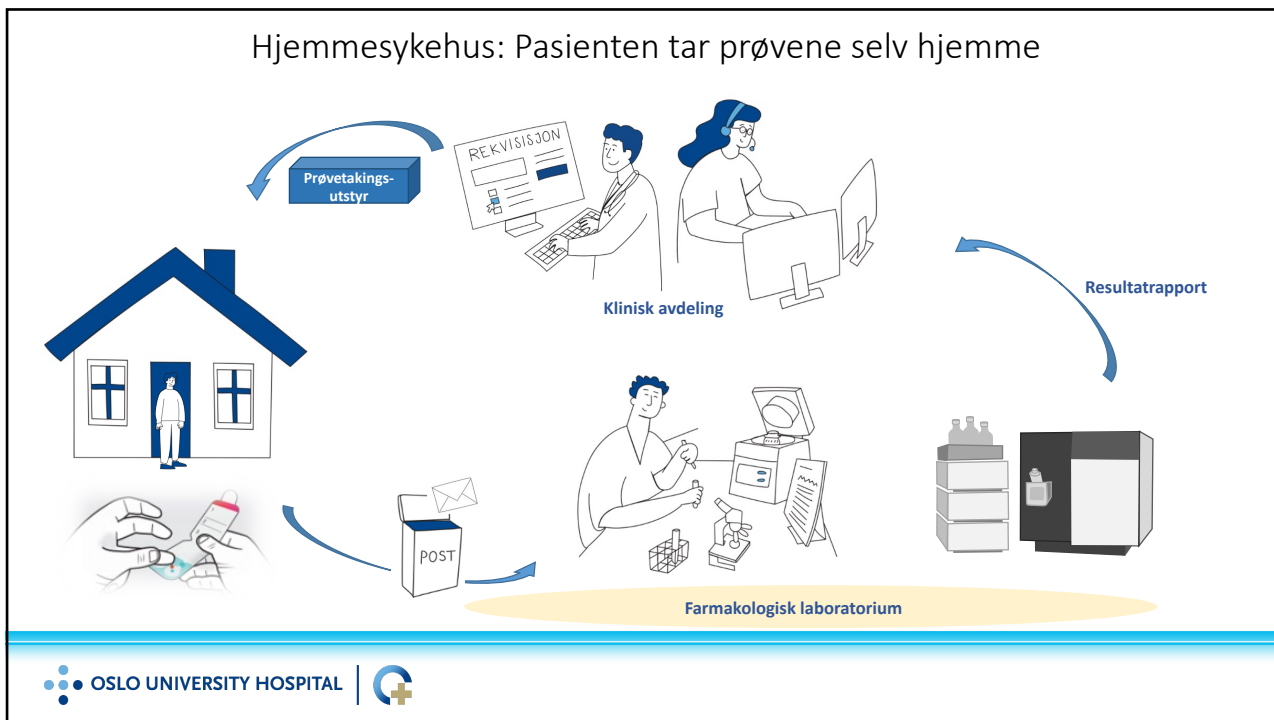 Hjemmesykehus: Pasienten tar prøvene selv hjemme
REKVISISJON
Prøvetakings-
utstyr
Klinisk avdeling
Resultatrapport
POST
Farmakologisk laboratorium
OSLO UNIVERSITY HOSPITAL